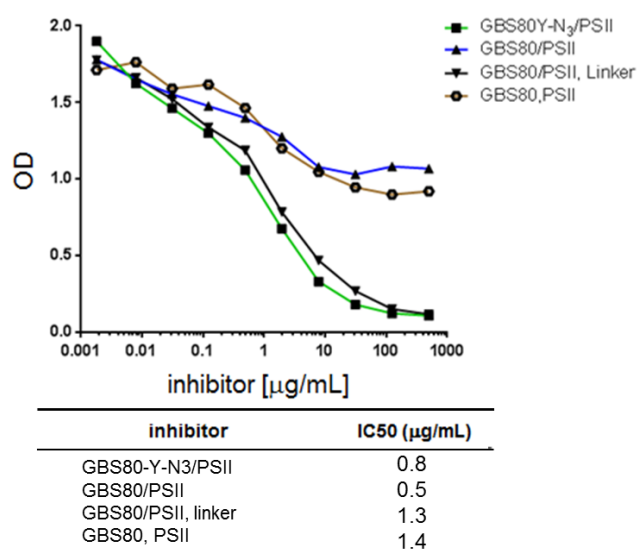 2.0
1.5
1.0
0.5
0.0
OD
0.001 0.01 0.1 1 10 100 1000
inhibitor [μg/mL]
GBS80Y-N3/PSII
GBS80/PSII
GBS80/PSII, Linker
GBS80,PSII
inhibitor IC50 (μg/mL)
GBS80-Y-N3/PSII 0.8
GBS80/PSII 0.5
GBS80/PSII, linker 1.3
GBS80, PSII 1.4